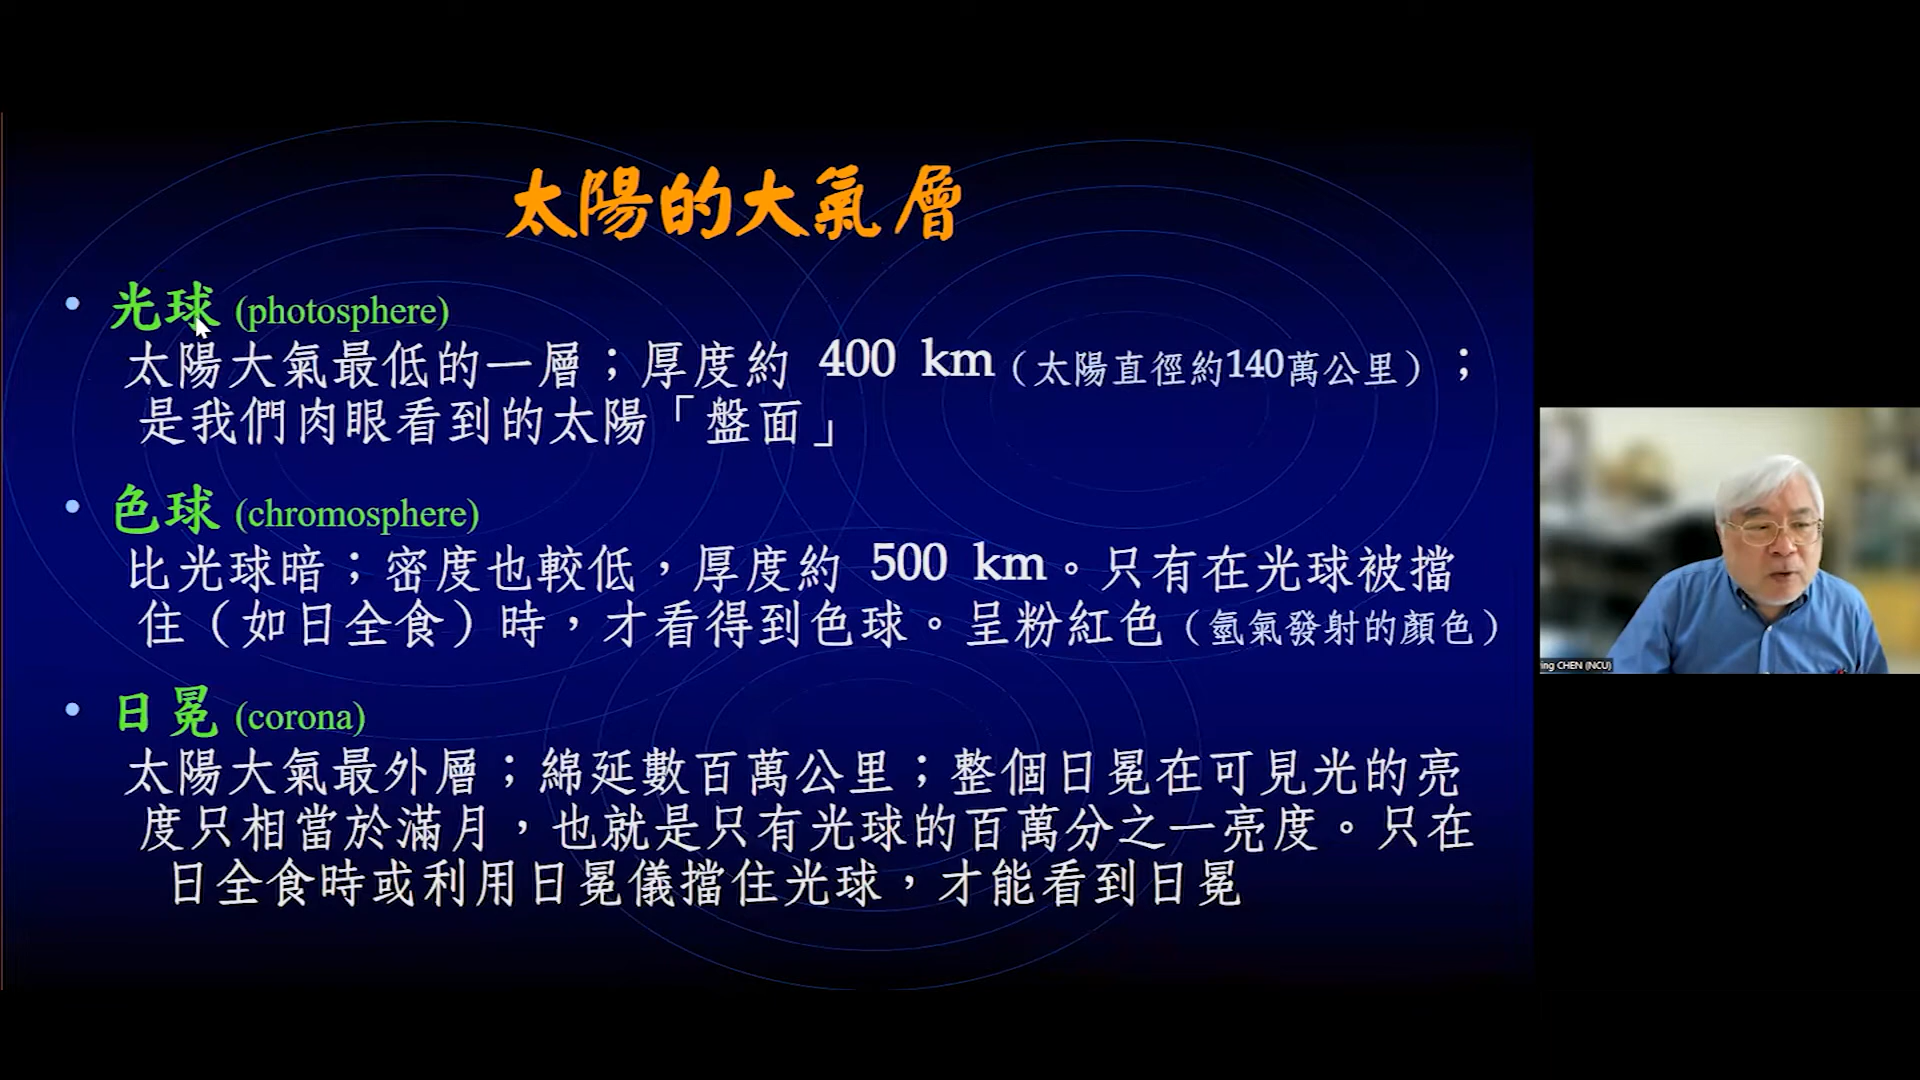 太陽的大氣層
• 光球 (photosphere)
太陽大氣最低的一層；厚度約 400 km（太陽直徑約140萬公里）；
是我們肉眼看到的太陽「盤面」
• 色球 (chromosphere)
比光球暗；密度也較低，厚度約 500 km。只有在光球被擋
住（如日全食）時，才看得到色球。呈粉紅色（氫氣發射的顏色）
• 日冕 (corona)
太陽大氣最外層；綿延數百萬公里；整個日冕在可見光的亮
度只相當於滿月，也就是只有光球的百萬分之一亮度。只在
日全食時或利用日冕儀擋住光球，才能看到日冕
ing CHEN (NCU)